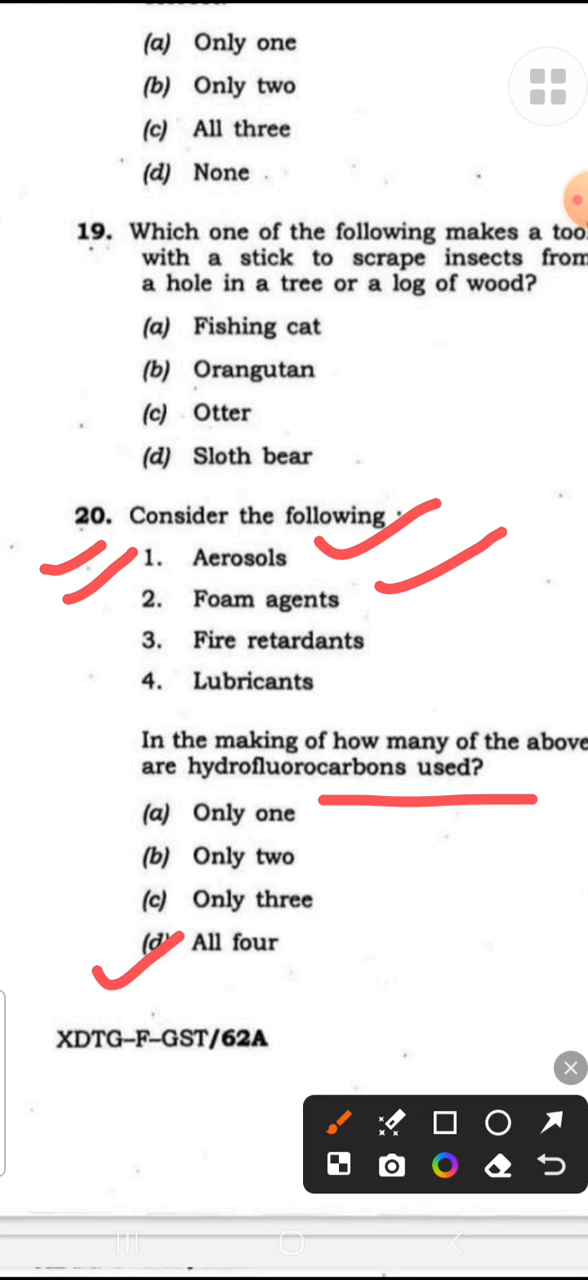 (a) Only one
(b) Only two
(c) All three
(d) None
19. Which one of the following makes a
with a stick to scrape insects from
a hole in a tree or a log of wood?
(a) Fishing cat
(b) Orangutan
(c) Otter
(d) Sloth bear
20. Consider the following :
1. Aerosols
2. Foam agents
3. Fire retardants
4. Lubricants
In the making of how many of the above
are hydrofluorocarbons used?
(a) Only one
(b) Only two
(c) Only three
(d) All four
XDTG–F–GST/62A